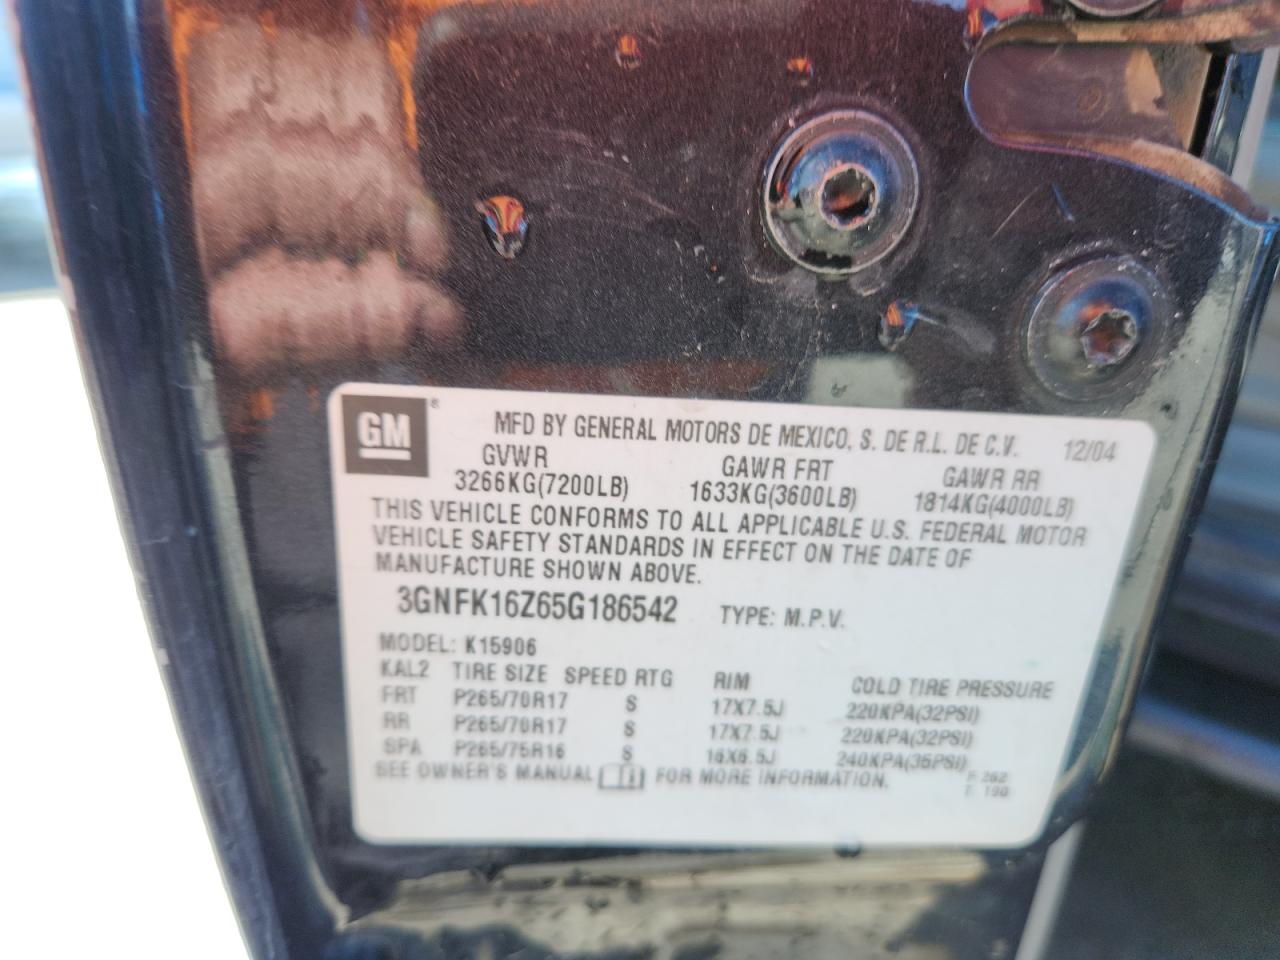 GM®
MFD BY GENERAL MOTORS DE MEXICO, S. DE R.L. DE C.V. 12/04
GVWR GAWR FRT GAWR RR
3266KG(7200LB) 1633KG(3600LB) 1814KG(4000LB)
THIS VEHICLE CONFORMS TO ALL APPLICABLE U.S. FEDERAL MOTOR
VEHICLE SAFETY STANDARDS IN EFFECT ON THE DATE OF
MANUFACTURE SHOWN ABOVE.
3GNFK16Z65G186542 TYPE: M.P.V.
MODEL: K15906
KAL2 TIRE SIZE SPEED RTG RIM COLD TIRE PRESSURE
FRT P265/70R17 S 17X7.5J 220KPA(32PSI)
RR P265/70R17 S 17X7.5J 220KPA(32PSI)
SPA P265/75R16 S 16X6.5J 240KPA(35PSI)
SEE OWNER'S MANUAL FOR MORE INFORMATION.
F: 262
T: 190